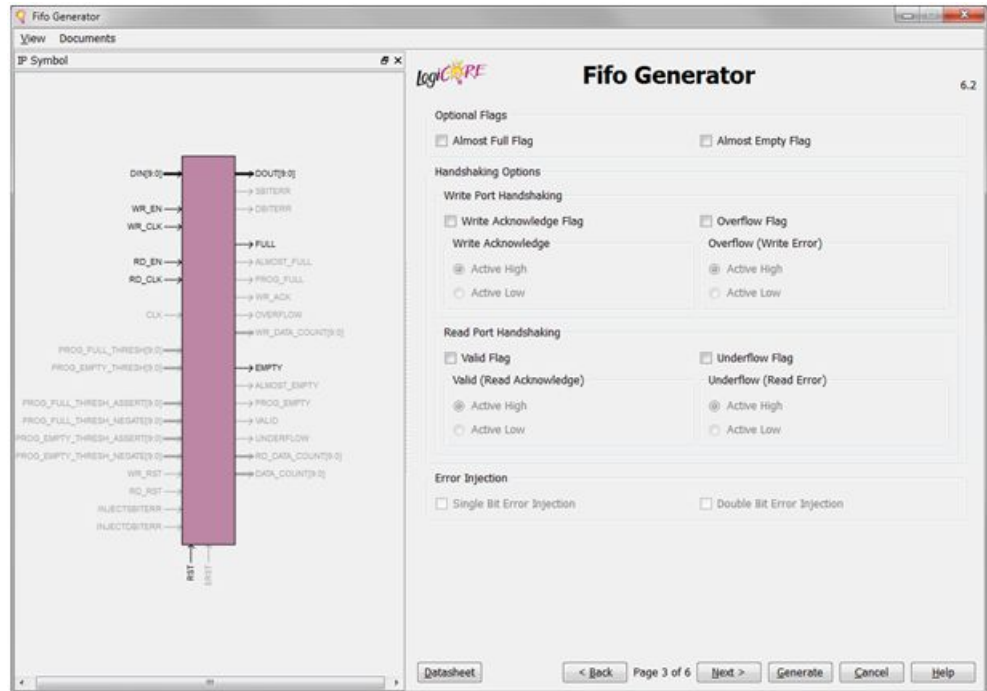 Fifo Generator
View Documents
IP Symbol
DIN[9:0]
WR_EN
WR_CLK
RD_EN
RD_CLK
CLK
PROG_FULL_THRESH[9:0]
PROG_EMPTY_THRESH[9:0]
PROG_FULL_THRESH_ASSERT[9:0]
PROG_FULL_THRESH_NEGATE[9:0]
PROG_EMPTY_THRESH_ASSERT[9:0]
PROG_EMPTY_THRESH_NEGATE[9:0]
WR_RST
RD_RST
INJECTSBITERR
INJECTDBITERR
DOUT[9:0]
SBITERR
DBITERR
FULL
ALMOST_FULL
PROG_FULL
WR_ACK
OVERFLOW
WR_DATA_COUNT[9:0]
EMPTY
ALMOST_EMPTY
PROG_EMPTY
VALID
UNDERFLOW
RD_DATA_COUNT[9:0]
DATA_COUNT[9:0]
RST
SRST
LogiCORE
Fifo Generator
6.2
Optional Flags
Almost Full Flag
Almost Empty Flag
Handshaking Options
Write Port Handshaking
Write Acknowledge Flag
Overflow Flag
Write Acknowledge
Overflow (Write Error)
Active High
Active High
Active Low
Active Low
Read Port Handshaking
Valid Flag
Underflow Flag
Valid (Read Acknowledge)
Underflow (Read Error)
Active High
Active High
Active Low
Active Low
Error Injection
Single Bit Error Injection
Double Bit Error Injection
Datasheet
< Back
Page 3 of 6
Next >
Generate
Cancel
Help